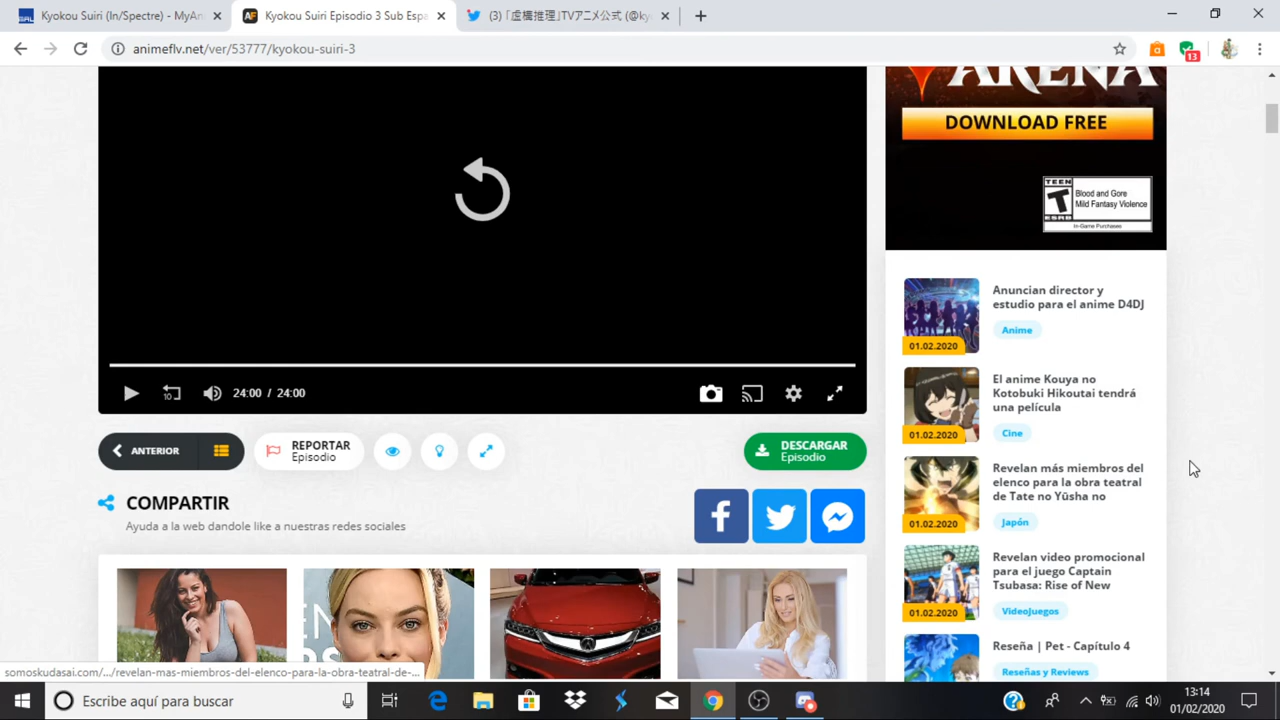 Kyokou Suiri (In/Spectre) - MyAn
Kyokou Suiri Episodio 3 Sub Espa
(3) 「虚構推理」TVアニメ公式 (@kyo
animeflv.net/ver/53777/kyokou-suiri-3
13
ARENA
DOWNLOAD FREE
TEEN
T
ESRB
Blood and Gore
Mild Fantasy Violence
In-Game Purchases
10
24:00 / 24:00
ANTERIOR
REPORTAR
Episodio
DESCARGAR
Episodio
COMPARTIR
Ayuda a la web dandole like a nuestras redes sociales
Anuncian director y
estudio para el anime D4DJ
Anime
01.02.2020
El anime Kouya no
Kotobuki Hikoutai tendrá
una película
Cine
01.02.2020
Revelan más miembros del
elenco para la obra teatral
de Tate no Yūsha no
Japón
01.02.2020
Revelan video promocional
para el juego Captain
Tsubasa: Rise of New
VideoJuegos
01.02.2020
Reseña | Pet - Capítulo 4
Reseñas y Reviews
somoskudasai.com/.../revelan-mas-miembros-del-elenco-para-la-obra-teatral-de-...
Escribe aquí para buscar
13:14
01/02/2020